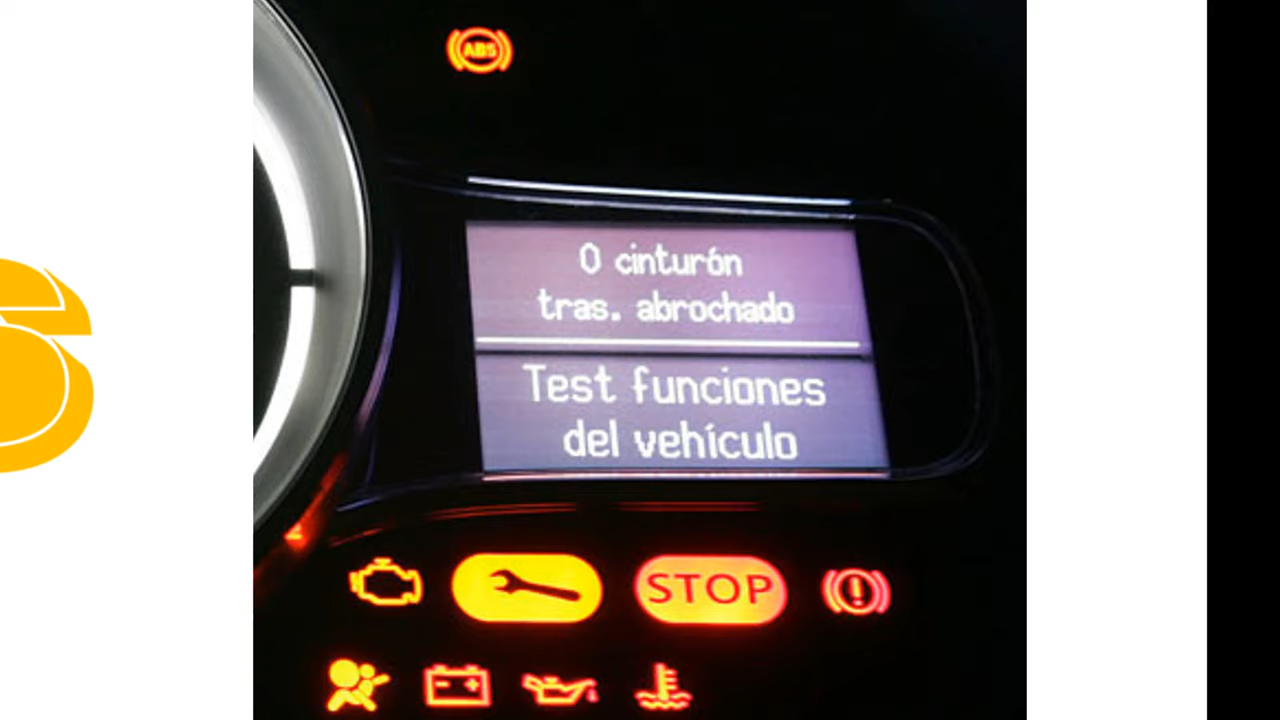 ABS
0 cinturón
tras. abrochado
Test funciones
del vehículo
STOP